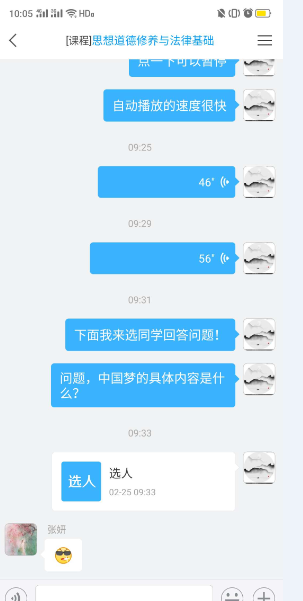 10:05
HD
[课程]思想道德修养与法律基础
点一下可以暂停
自动播放的速度很快
09:25
46"
09:29
56"
09:31
下面我来选同学回答问题！
问题，中国梦的具体内容是什
么？
09:33
选人
选人
02-25 09:33
张妍